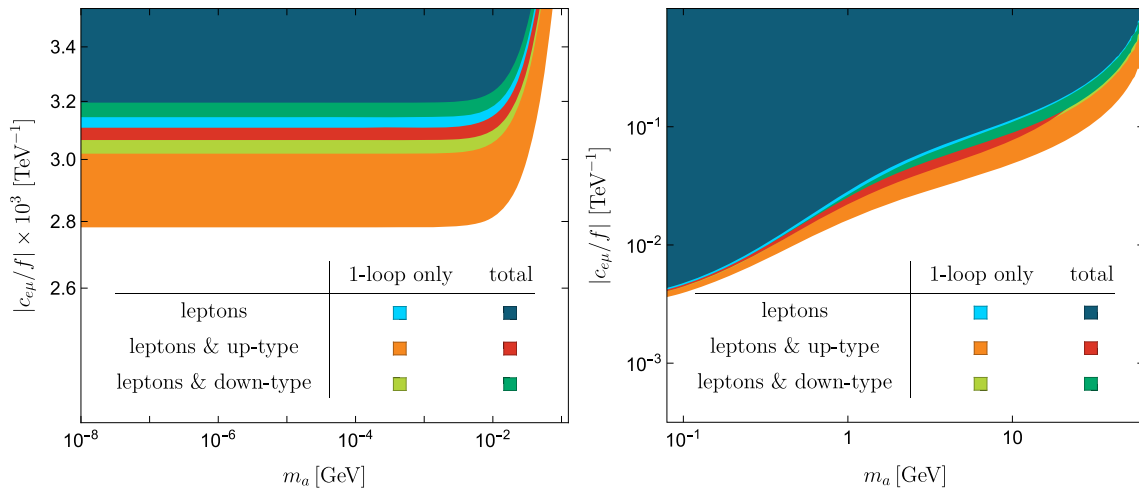 3.4
3.2
3.0
2.8
2.6
|c_{eμ}/f| × 10^3 [TeV^{-1}]
1-loop only total
leptons
leptons & up-type
leptons & down-type
10^{-8} 10^{-6} 10^{-4} 10^{-2}
m_a [GeV]
10^{-1}
10^{-2}
10^{-3}
|c_{eμ}/f| [TeV^{-1}]
1-loop only total
leptons
leptons & up-type
leptons & down-type
10^{-1} 1 10
m_a [GeV]